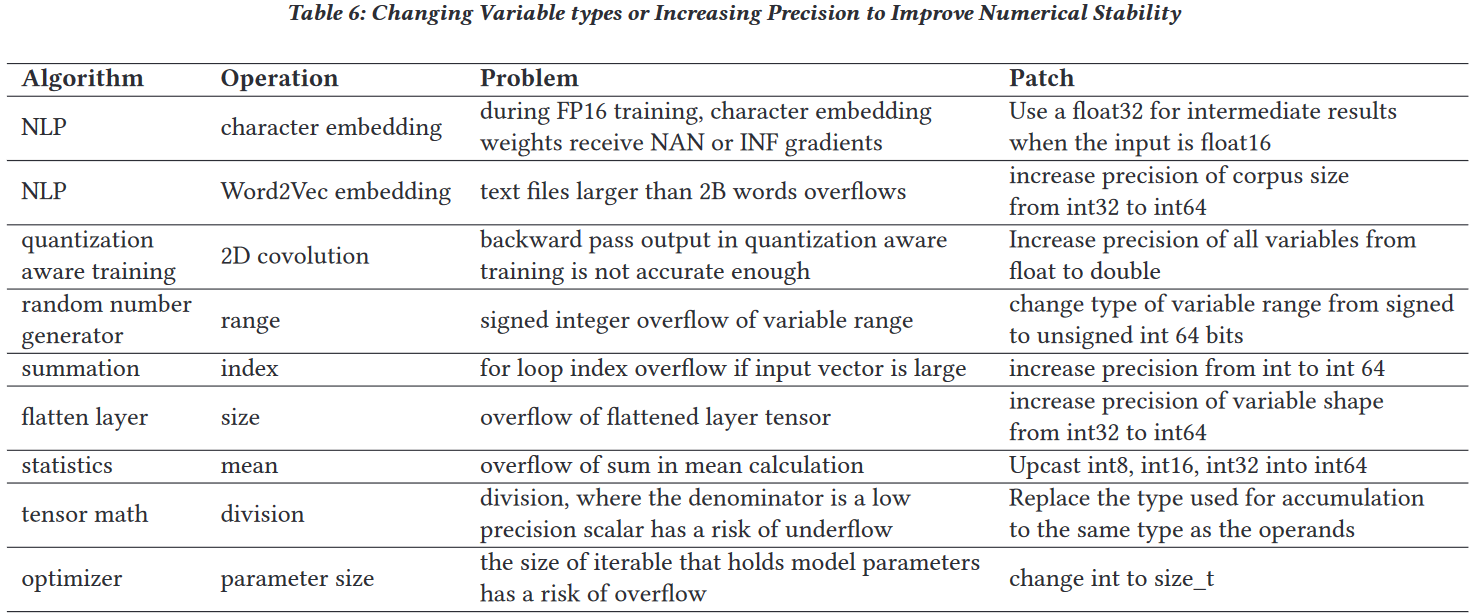 Table 6: Changing Variable types or Increasing Precision to Improve Numerical Stability
Algorithm Operation Problem Patch
NLP character embedding during FP16 training, character embedding weights receive NAN or INF gradients Use a float32 for intermediate results when the input is float16
NLP Word2Vec embedding text files larger than 2B words overflows increase precision of corpus size from int32 to int64
quantization aware training 2D covolution backward pass output in quantization aware training is not accurate enough Increase precision of all variables from float to double
random number generator range signed integer overflow of variable range change type of variable range from signed to unsigned int 64 bits
summation index for loop index overflow if input vector is large increase precision from int to int 64
flatten layer size overflow of flattened layer tensor increase precision of variable shape from int32 to int64
statistics mean overflow of sum in mean calculation Upcast int8, int16, int32 into int64
tensor math division division, where the denominator is a low precision scalar has a risk of underflow Replace the type used for accumulation to the same type as the operands
optimizer parameter size the size of iterable that holds model parameters has a risk of overflow change int to size_t